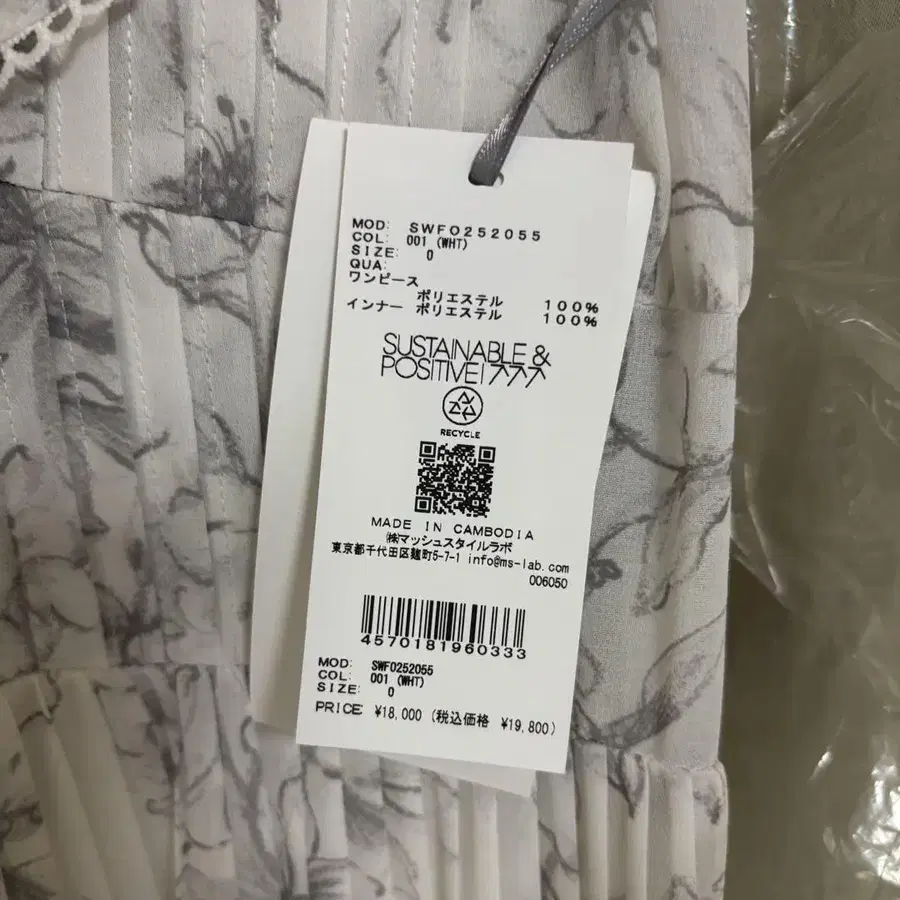 MOD: SWFO252055
COL: 001 (WHT)
SIZE: 0
QUA:
ワンピース
ポリエステル 100%
インナー ポリエステル 100%
SUSTAINABLE &
POSITIVE!
RECYCLE
MADE IN CAMBODIA
㈱マッシュスタイルラボ
東京都千代田区麹町5-7-1 info@ms-lab.com
006050
4570181960333
MOD: SWFO252055
COL: 001 (WHT)
SIZE: 0
PRICE: ¥18,000 (税込価格 ¥19,800)